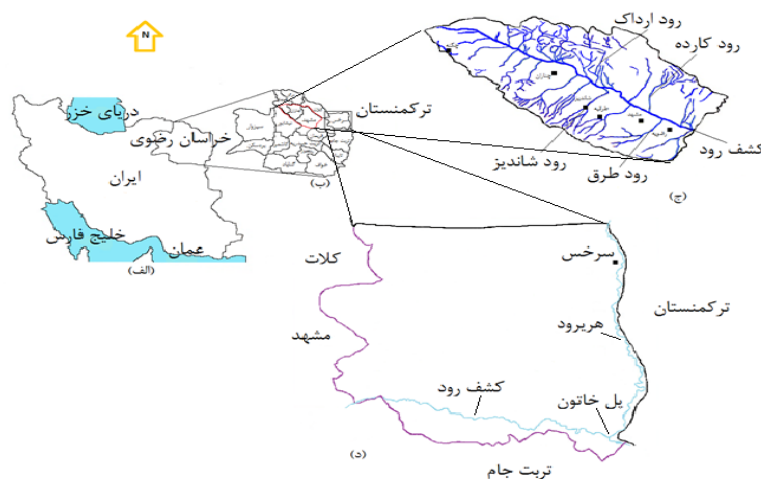 N
رود ارداک
رود کارده
ترکمنستان
دریای خزر
خراسان رضوی
کشف رود
رود طرق
رود شاندیز
ایران
(ب)
(ج)
خلیج فارس
عمان
(الف)
کلات
سرخس
ترکمنستان
هریرود
مشهد
کشف رود
پل خاتون
(د)
تربت جام